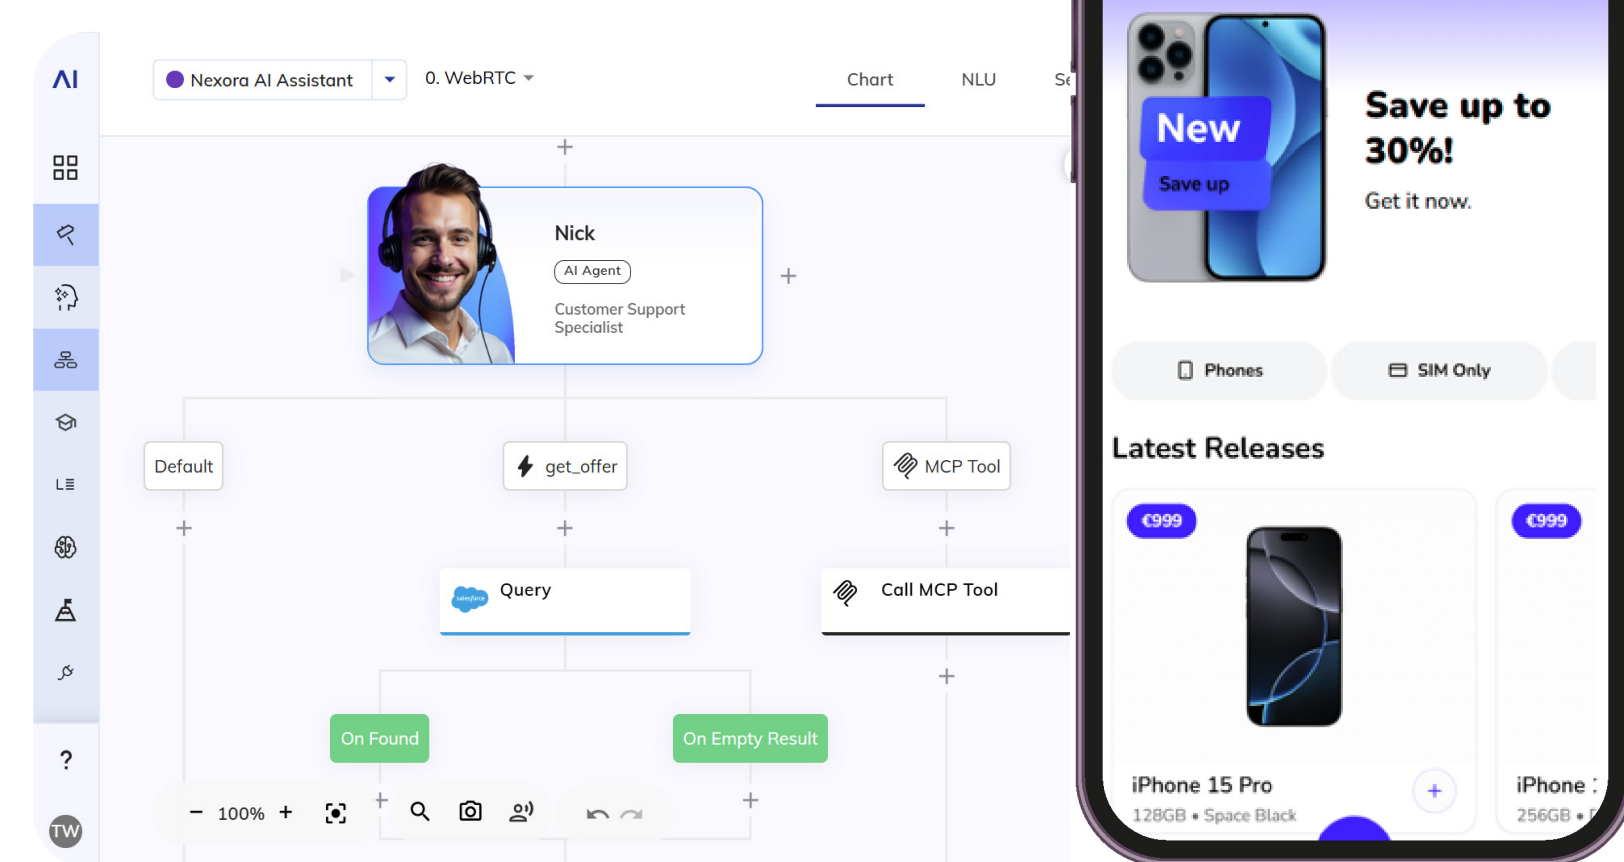 AI
Nexora AI Assistant
0. WebRTC
Chart
NLU
Nick
AI Agent
Customer Support
Specialist
Default
get_offer
MCP Tool
salesforce
Query
Call MCP Tool
On Found
On Empty Result
100%
?
TW
New
Save up
Save up to
30%!
Get it now.
Phones
SIM Only
Latest Releases
€999
€999
iPhone 15 Pro
128GB • Space Black
iPhone
256GB •